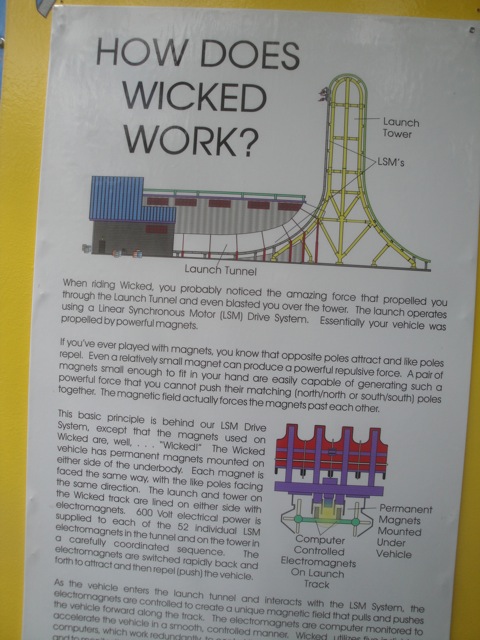 HOW DOES
WICKED
WORK?
Launch
Tower
LSM's
Launch Tunnel
When riding Wicked, you probably noticed the amazing force that propelled you
through the Launch Tunnel and even blasted you over the tower. The launch operates
using a Linear Synchronous Motor (LSM) Drive System. Essentially your vehicle was
propelled by powerful magnets.
If you've ever played with magnets, you know that opposite poles attract and like poles
repel. Even a relatively small magnet can produce a powerful repulsive force. A pair of
magnets small enough to fit in your hand are easily capable of generating such a
powerful force that you cannot push their matching (north/north or south/south) poles
together. The magnetic field actually forces the magnets past each other.
This basic principle is behind our LSM Drive
System, except that the magnets used on
Wicked are, well, . . . "Wicked!" The Wicked
vehicle has permanent magnets mounted on
either side of the underbody. Each magnet is
faced the same way, with the like poles facing
the same direction. The launch and tower on
the Wicked track are lined on either side with
electromagnets. 600 Volt electrical power is
supplied to each of the 52 individual LSM
electromagnets in the tunnel and on the tower in
a carefully coordinated sequence. The
electromagnets are switched rapidly back and
forth to attract and then repel (push) the vehicle.
Permanent
Magnets
Mounted
Under
Vehicle
Computer
Controlled
Electromagnets
On Launch
Track
As the vehicle enters the launch tunnel and interacts with the LSM System, the
electromagnets are controlled to create a unique magnetic field that pulls and pushes
the vehicle forward along the track. The electromagnets are computer monitored to
accelerate the vehicle in a smooth, controlled manner. Wicked utilizes
computers, which work redundantly to